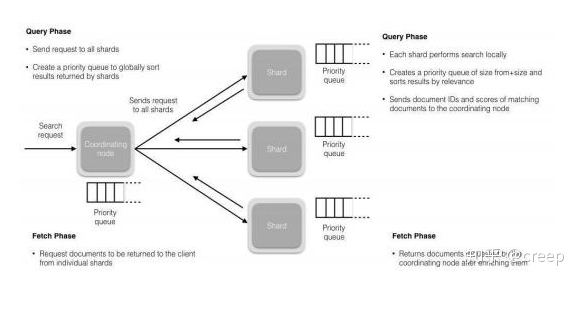 Query Phase
• Send request to all shards
• Create a priority queue to globally sort
results returned by shards
Search
request
Coordinating
node
Priority
queue
Sends request
to all shards
Shard
Priority
queue
Shard
Priority
queue
Shard
Priority
queue
Query Phase
• Each shard performs search locally
• Creates a priority queue of size from+size and
sorts results by relevance
• Sends document IDs and scores of matching
documents to the coordinating node
Fetch Phase
• Request documents to be returned to the client
from individual shards
Fetch Phase
• Returns documents by
coordinating node after enriching them
@creep